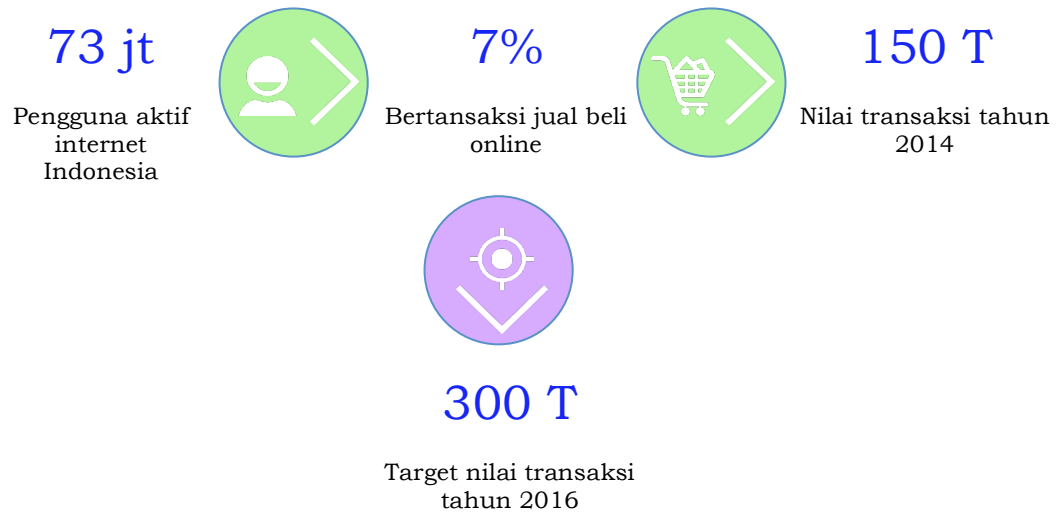 73 jt
Pengguna aktif
internet
Indonesia
7%
Bertansaksi jual beli
online
150 T
Nilai transaksi tahun
2014
300 T
Target nilai transaksi
tahun 2016